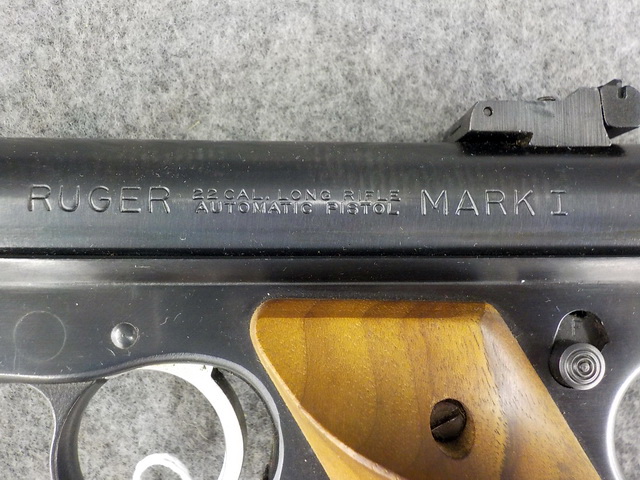 RUGER 22 CAL. LONG RIFLE
AUTOMATIC PISTOL MARK I